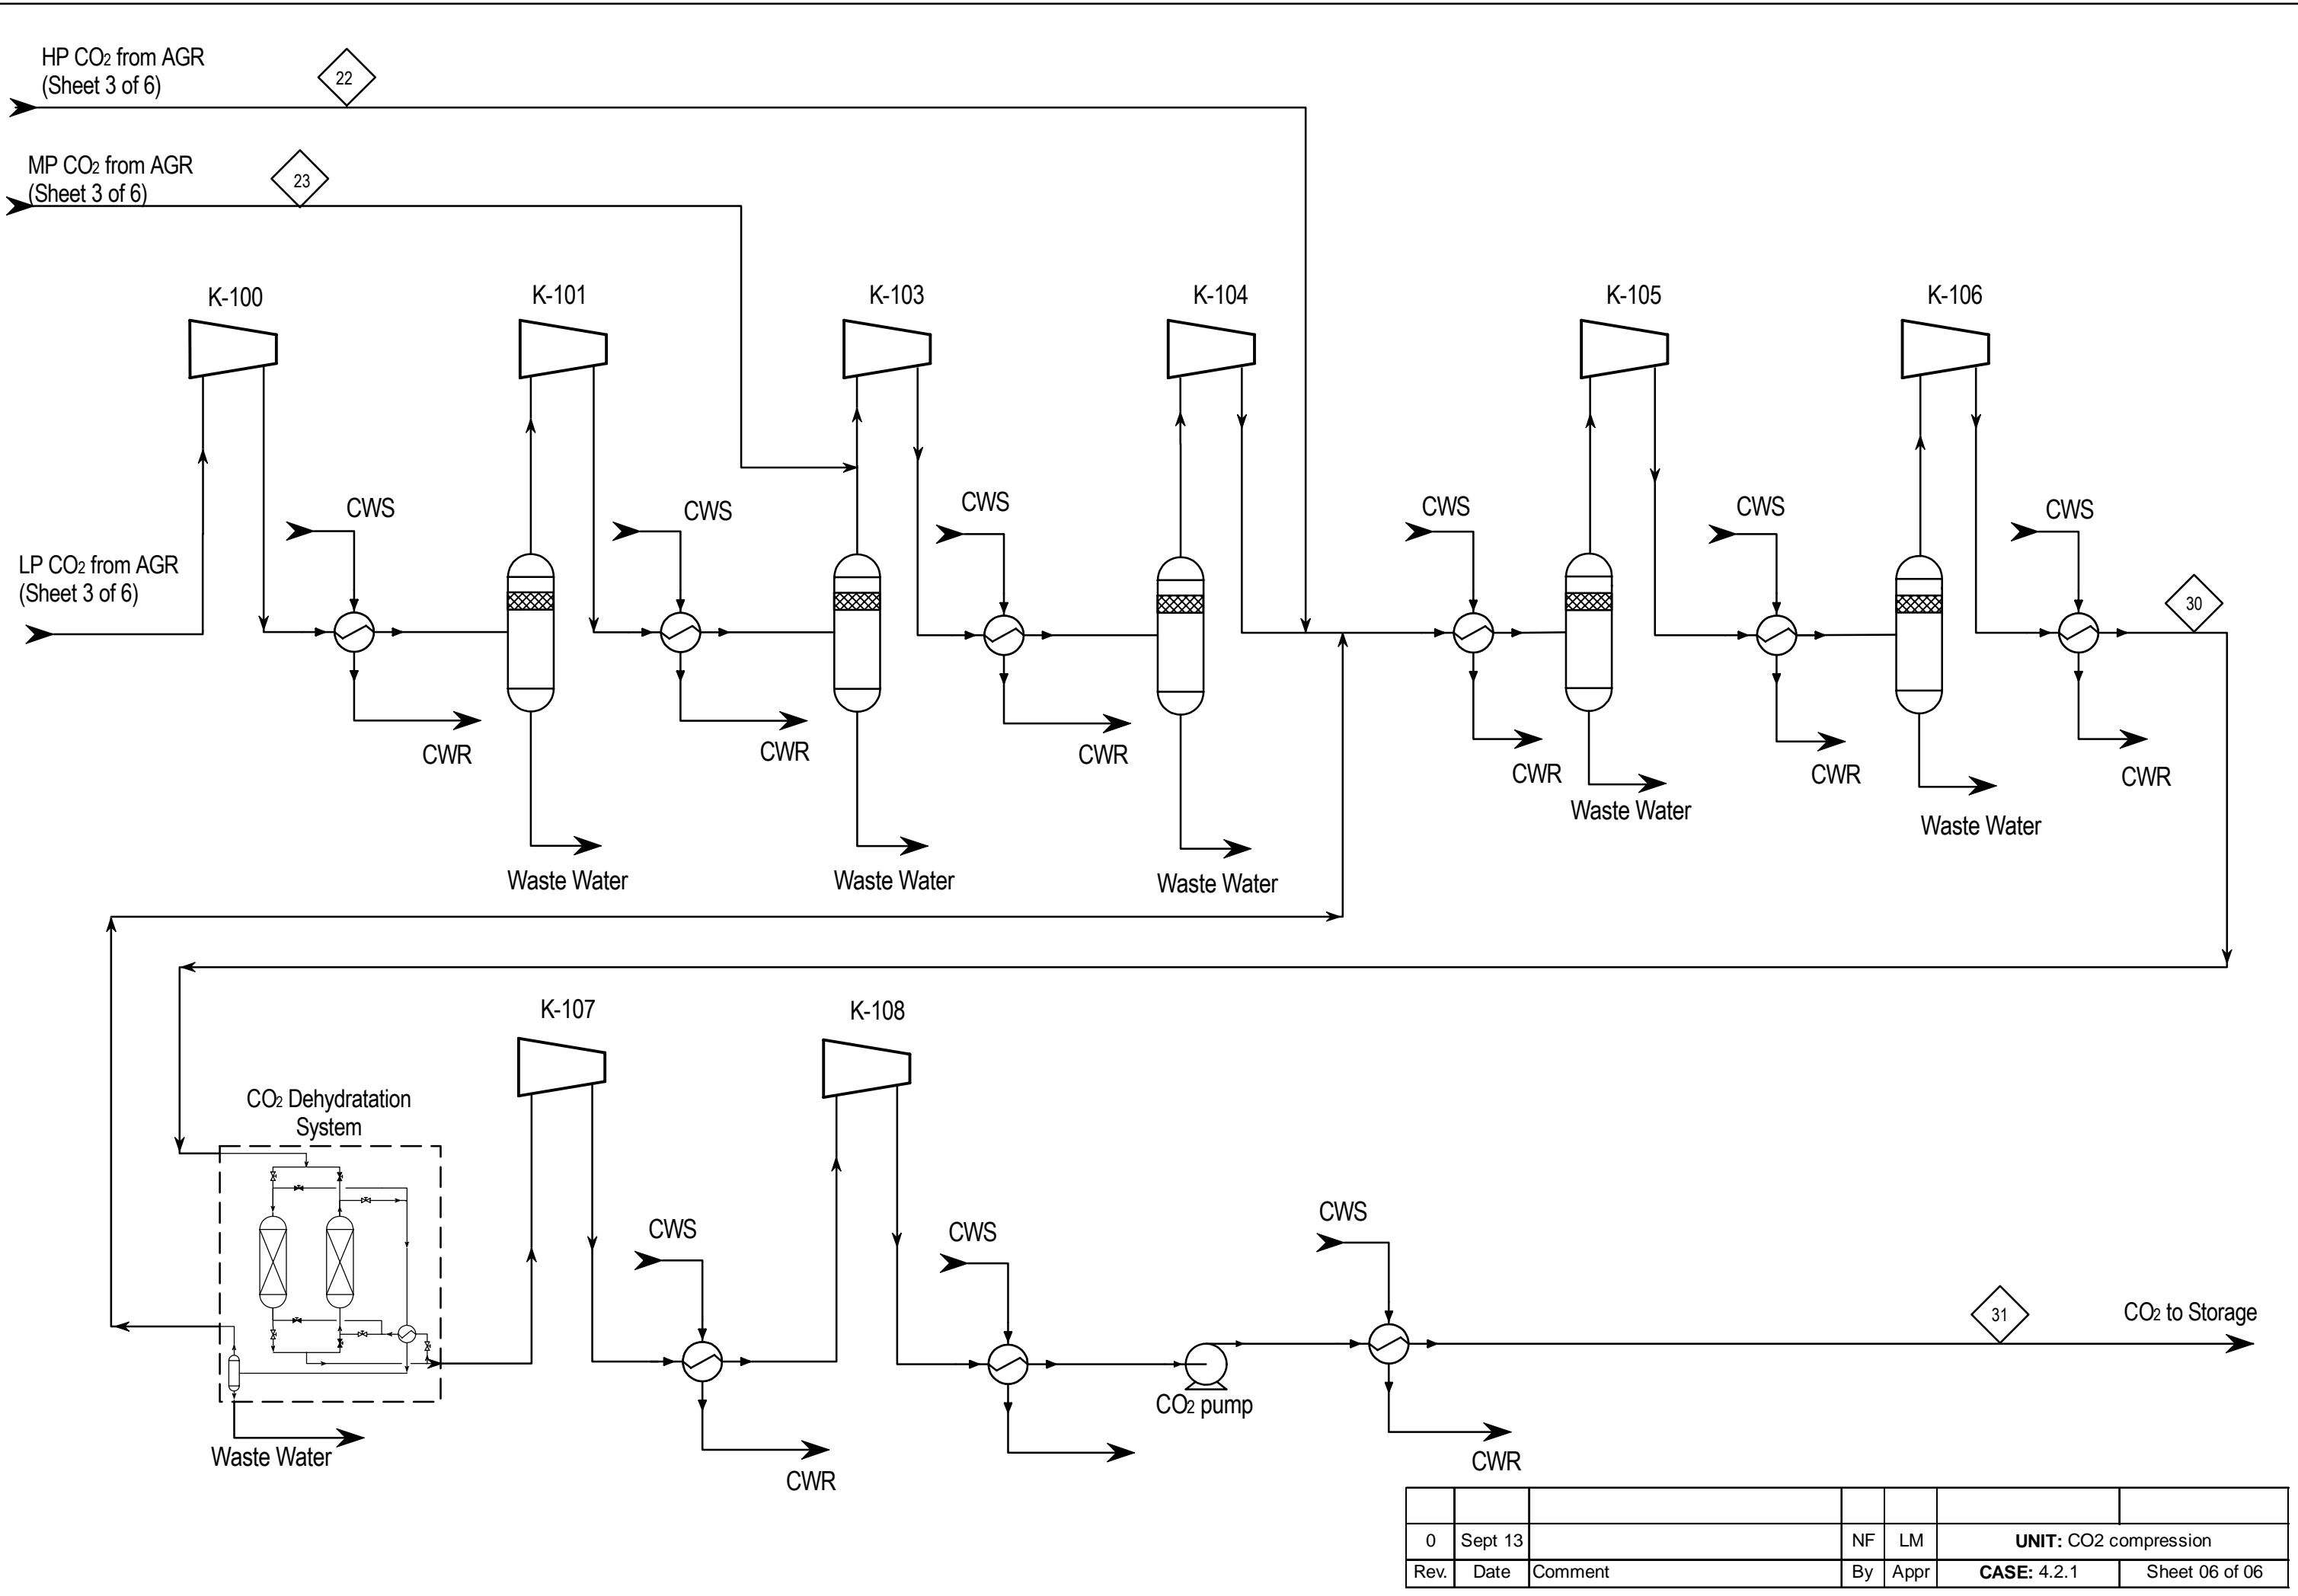 HP CO2 from AGR
(Sheet 3 of 6)
22
MP CO2 from AGR
(Sheet 3 of 6)
23
K-100
K-101
K-103
K-104
K-105
K-106
CWS
CWS
CWS
CWS
CWS
CWS
LP CO2 from AGR
(Sheet 3 of 6)
30
CWR
CWR
CWR
CWR
CWR
CWR
Waste Water
Waste Water
Waste Water
Waste Water
Waste Water
K-107
K-108
CO2 Dehydratation
System
CWS
CWS
CWS
31
CO2 to Storage
CO2 pump
Waste Water
CWR
CWR
0 Sept 13 NF LM UNIT: CO2 compression
Rev. Date Comment By Appr CASE: 4.2.1 Sheet 06 of 06